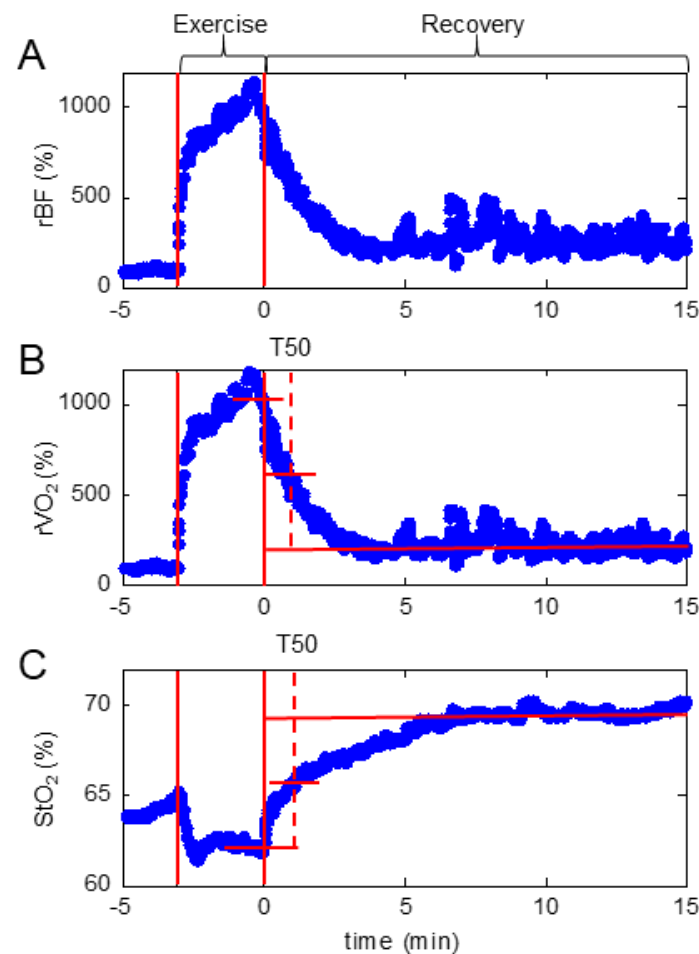 Exercise Recovery
A
1000
500
0
rBF (%)
-5 0 5 10 15
T50
B
1000
500
0
rVO₂ (%)
-5 0 5 10 15
T50
C
70
65
60
StO₂ (%)
-5 0 5 10 15
time (min)